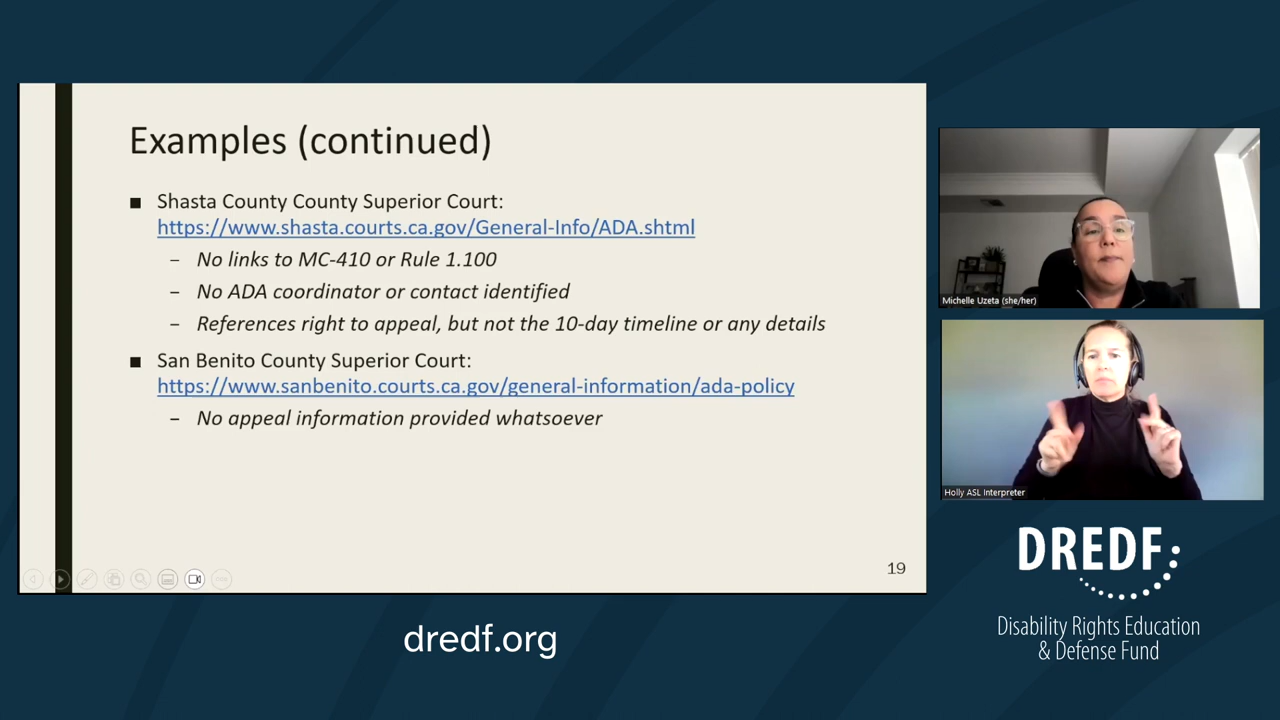 Examples (continued)
■ Shasta County County Superior Court:
https://www.shasta.courts.ca.gov/General-Info/ADA.shtml
– No links to MC-410 or Rule 1.100
– No ADA coordinator or contact identified
– References right to appeal, but not the 10-day timeline or any details
■ San Benito County Superior Court:
https://www.sanbenito.courts.ca.gov/general-information/ada-policy
– No appeal information provided whatsoever
19
Michelle Uzeta (she/her)
Holly ASL Interpreter
DREDF
Disability Rights Education
& Defense Fund
dredf.org